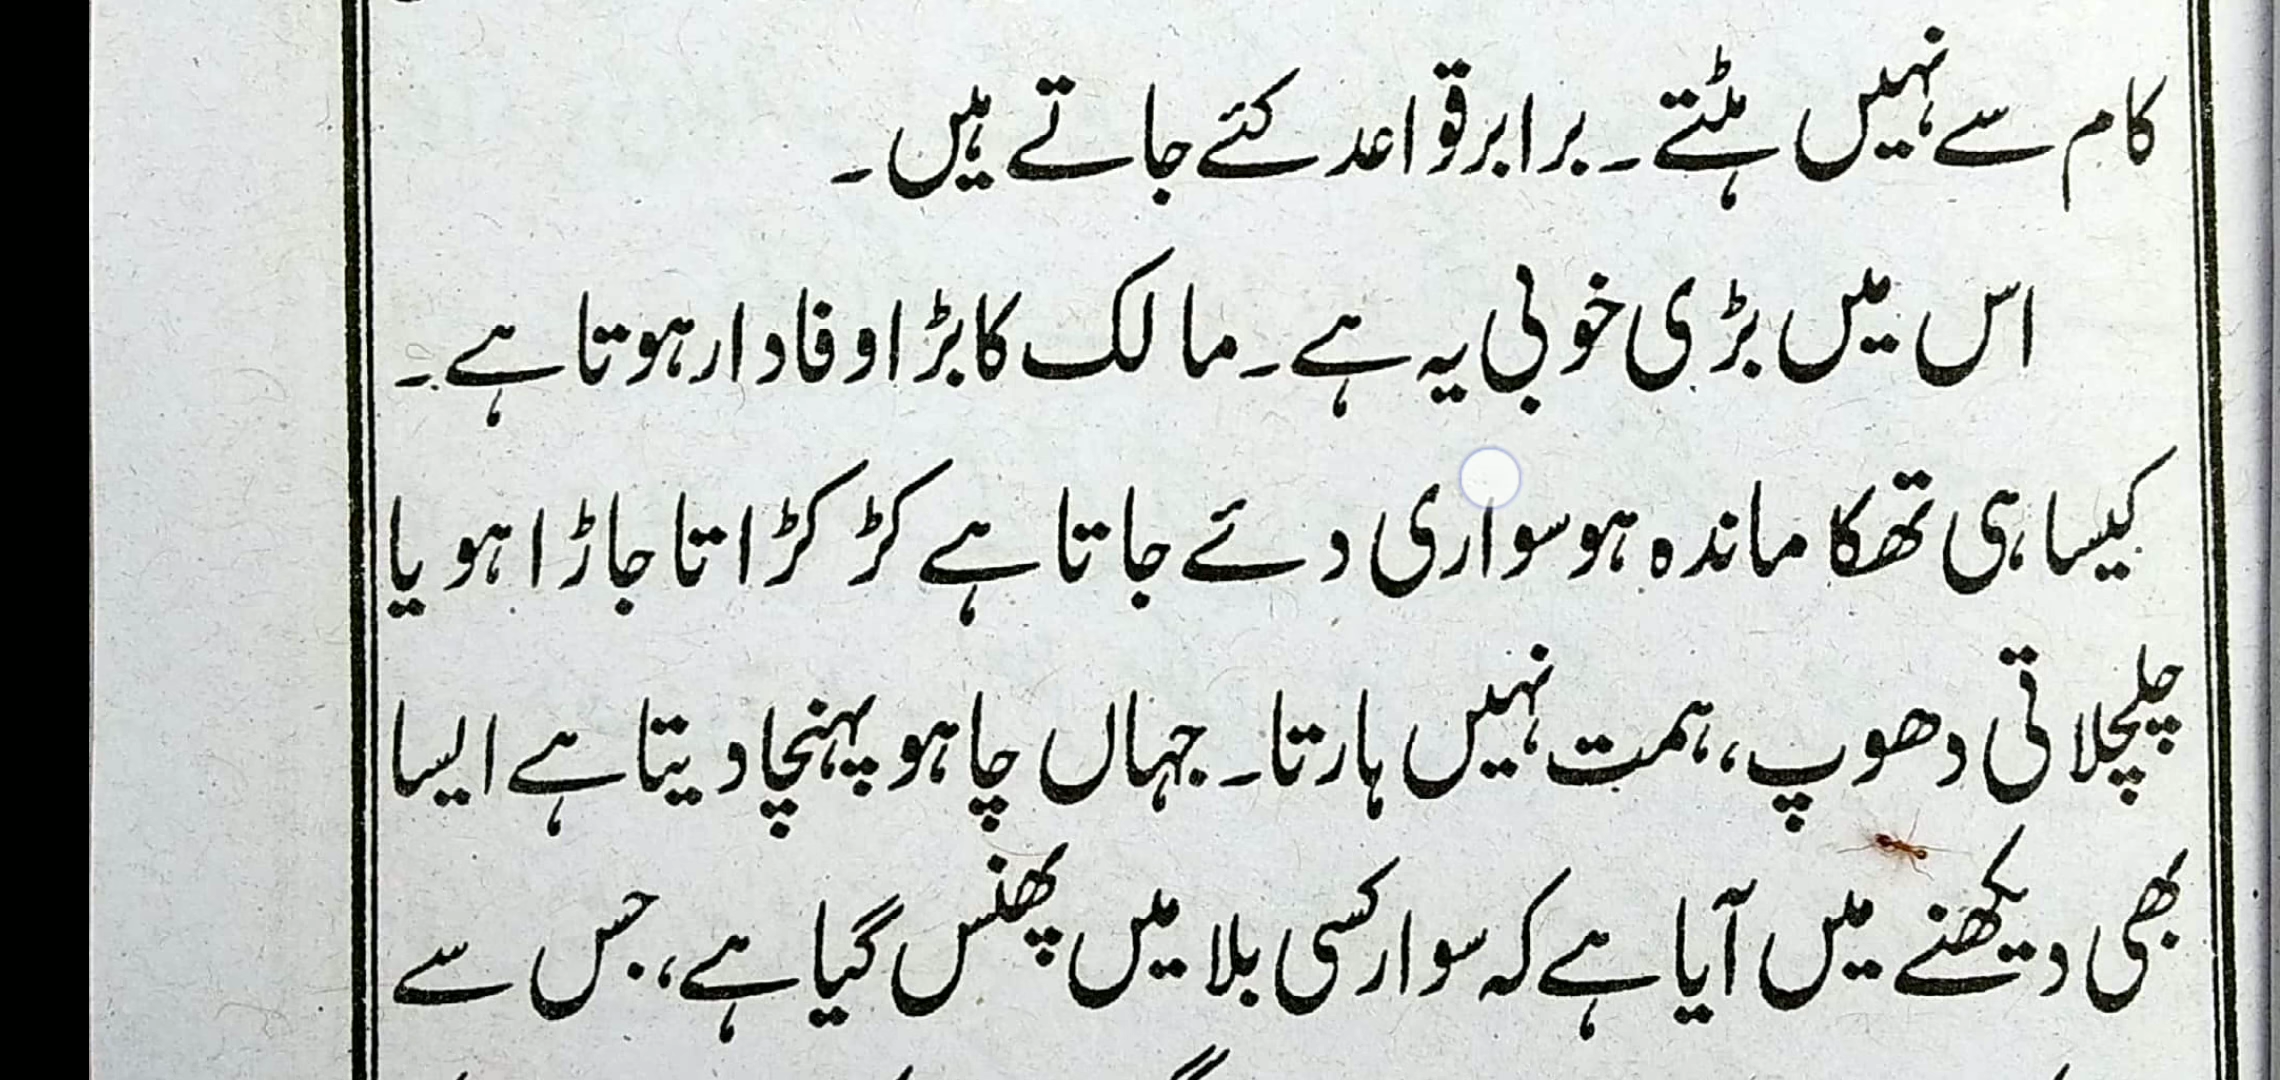 کام سے نہیں ہٹتے۔ برابر قواعد کئے جاتے ہیں۔
اس میں بڑی خوبی یہ ہے۔ مالک کا بڑا وفادار ہوتا ہے۔
کیسا ہی تھکا ماندہ ہو سواری دئے جاتا ہے کڑکڑاتا جاڑا ہو یا
چلچلاتی دھوپ، ہمت نہیں ہارتا۔ جہاں چاہو پہنچا دیتا ہے ایسا
بھی دیکھنے میں آیا ہے کہ سوار کسی بلا میں پھنس گیا ہے، جس سے